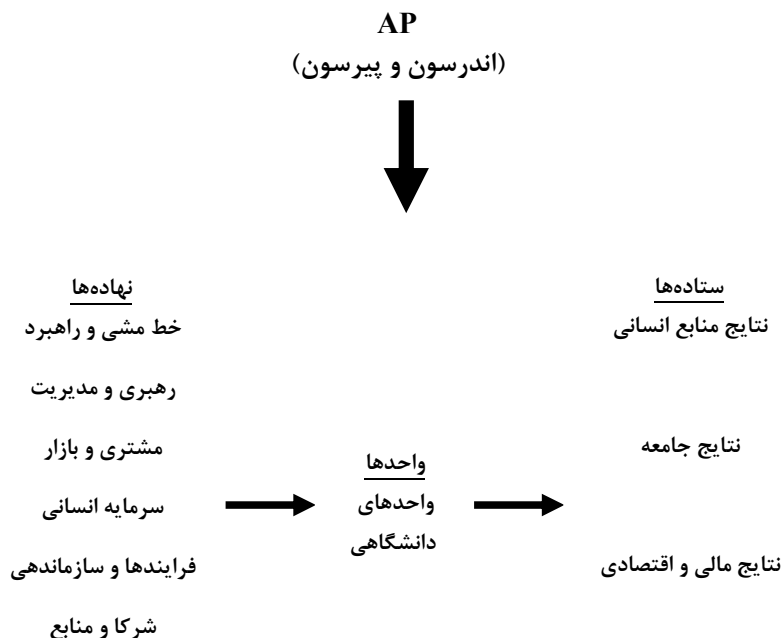 AP
(اندرسون و پیرسون)
ستاده‌ها
نتایج منابع انسانی
نتایج جامعه
نتایج مالی و اقتصادی
واحدها
واحدهای
دانشگاهی
نهاده‌ها
خط مشی و راهبرد
رهبری و مدیریت
مشتری و بازار
سرمایه انسانی
فرایندها و سازماندهی
شرکا و منابع